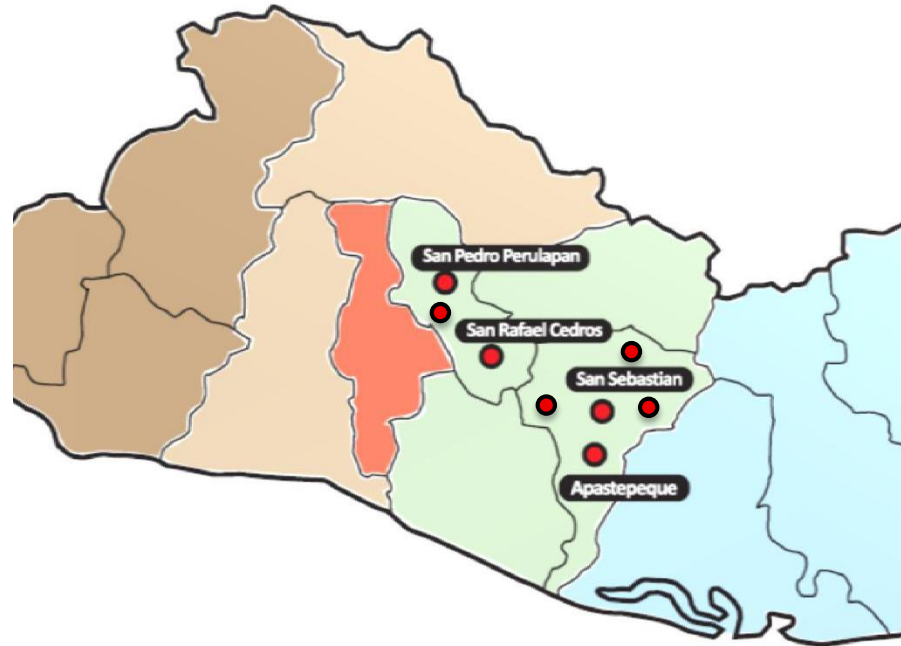 San Pedro Perulapan
San Rafael Cedros
San Sebastian
Apastepeque